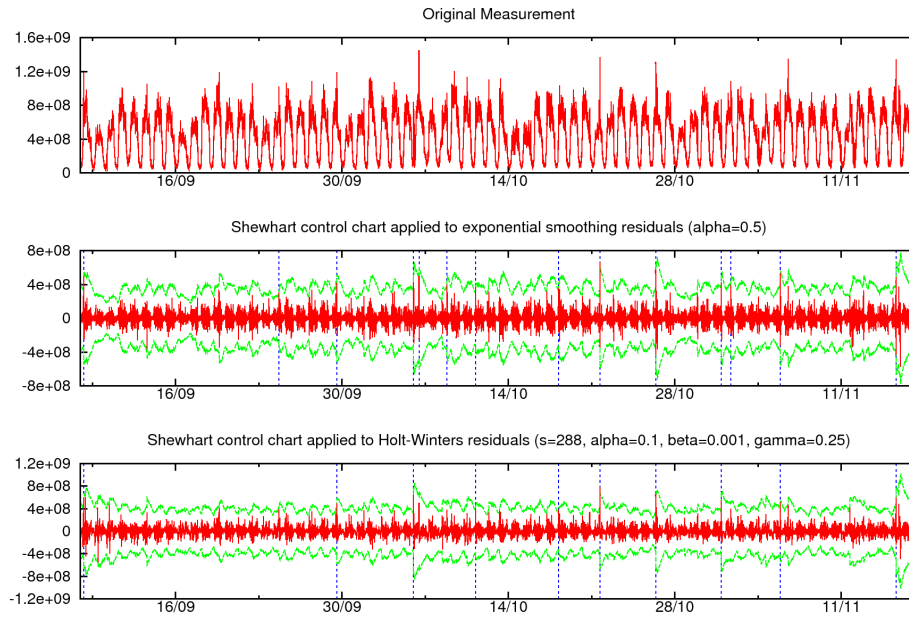 Original Measurement
1.6e+09
1.2e+09
8e+08
4e+08
0
16/09 30/09 14/10 28/10 11/11
Shewhart control chart applied to exponential smoothing residuals (alpha=0.5)
8e+08
4e+08
0
-4e+08
-8e+08
16/09 30/09 14/10 28/10 11/11
Shewhart control chart applied to Holt-Winters residuals (s=288, alpha=0.1, beta=0.001, gamma=0.25)
1.2e+09
8e+08
4e+08
0
-4e+08
-8e+08
-1.2e+09
16/09 30/09 14/10 28/10 11/11